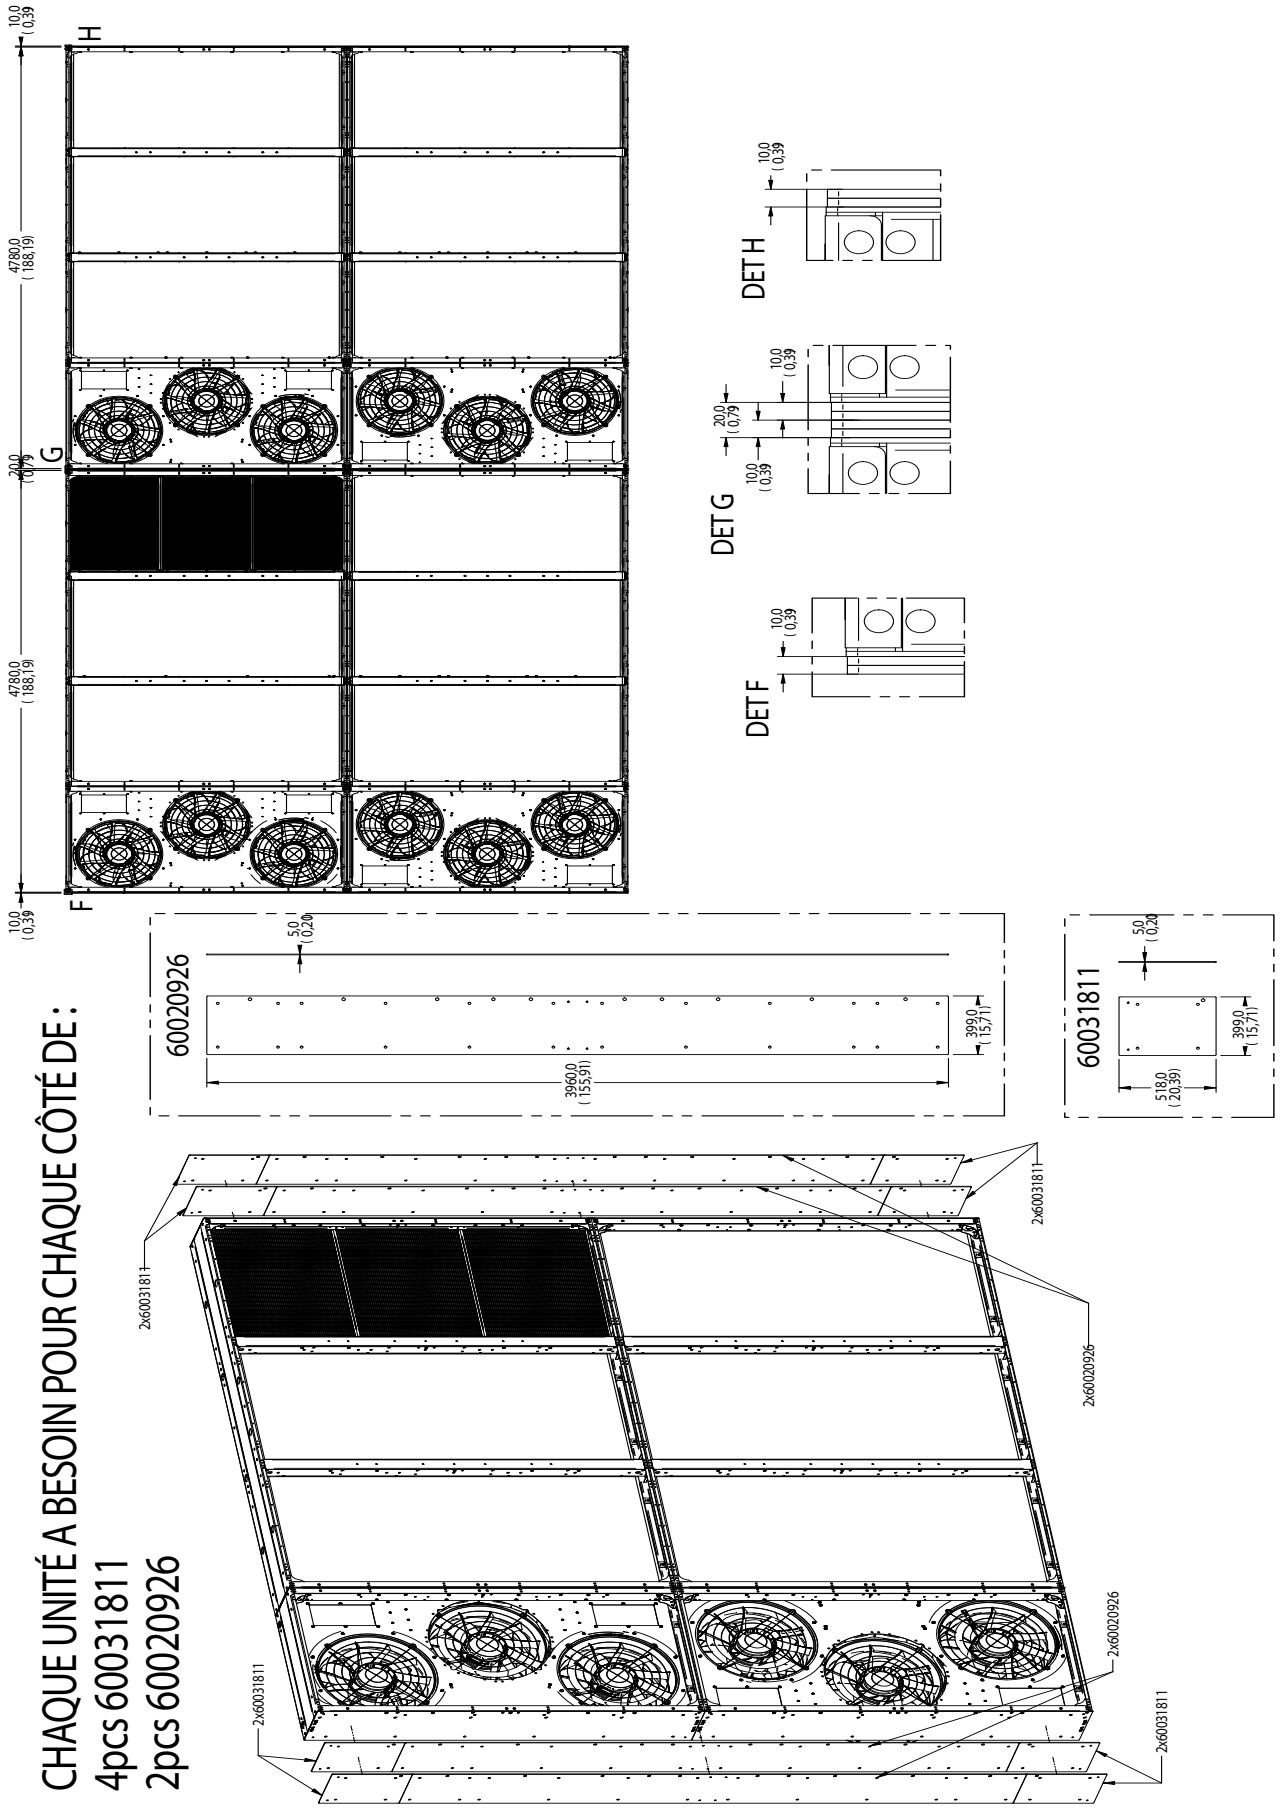 CHAQUE UNITÉ A BESOIN POUR CHAQUE CÔTÉ DE :
4pcs 60031811
2pcs 60020926
2x60031811
2x60031811
2x60020926
2x60031811
2x60020926
2x60031811
60020926
3960,0
( 155,91)
399,0
( 15,71)
5,0
( 0,20
60031811
518,0
( 20,39)
399,0
( 15,71)
5,0
( 0,20
10,0
( 0,39
4780,0
( 188,19)
20,0
( 0,79
4780,0
( 188,19)
10,0
( 0,39
F
G
H
DET F
10,0
( 0,39
DET G
10,0
( 0,39
20,0
( 0,79
10,0
( 0,39
DET H
10,0
( 0,39